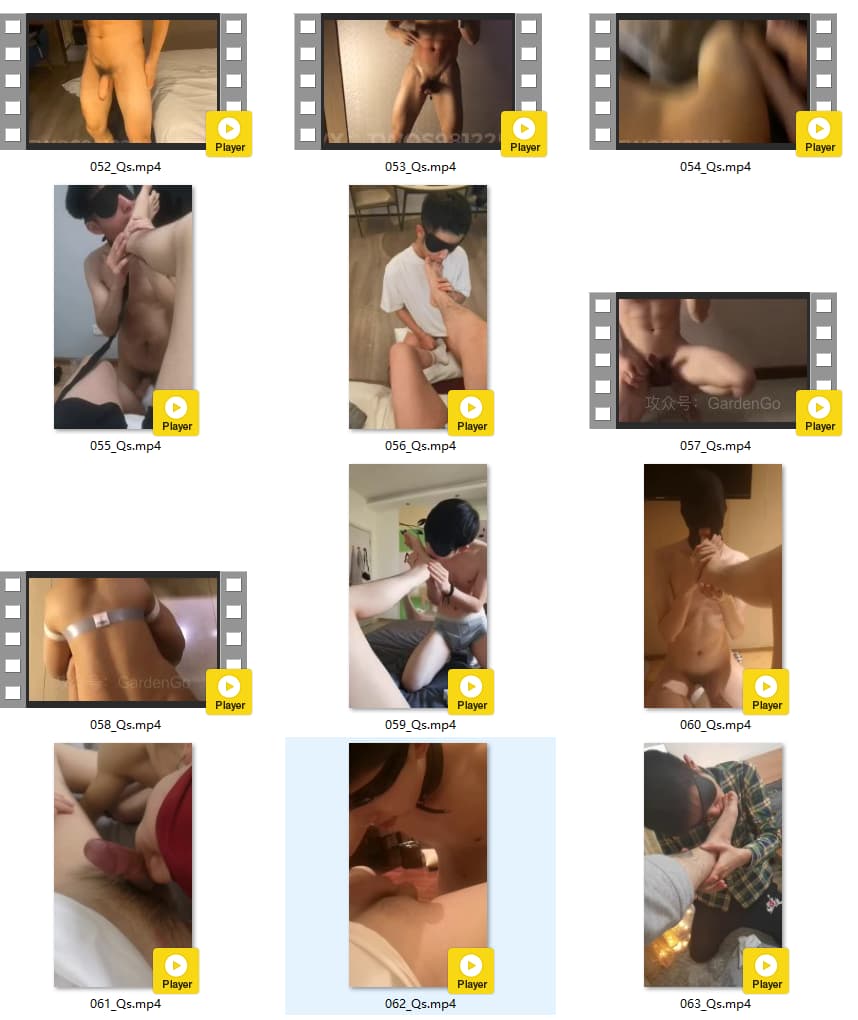 Player
Player
Player
052_Qs.mp4
053_Qs.mp4
054_Qs.mp4
Player
Player
攻众号：GardenGo
Player
055_Qs.mp4
056_Qs.mp4
057_Qs.mp4
GardenGo
Player
Player
Player
058_Qs.mp4
059_Qs.mp4
060_Qs.mp4
Player
Player
Player
061_Qs.mp4
062_Qs.mp4
063_Qs.mp4